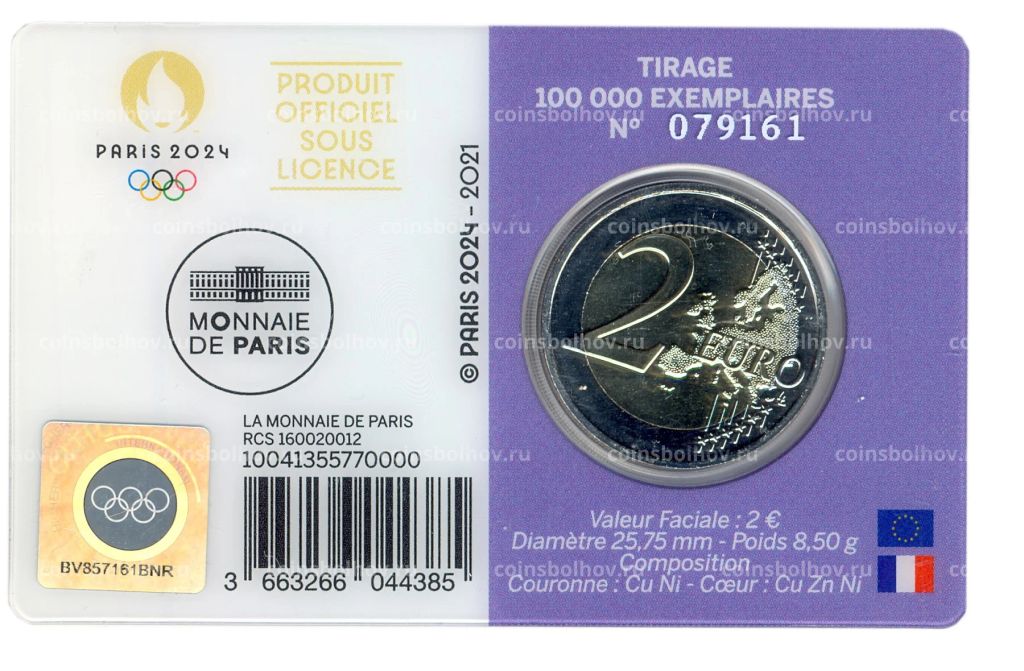 PARIS 2024
PRODUIT
OFFICIEL
SOUS
LICENCE
© PARIS 2024 - 2021
MONNAIE
DE PARIS
LA MONNAIE DE PARIS
RCS 160020012
10041355770000
3 663266 044385
BV857161BNR
TIRAGE
100 000 EXEMPLAIRES
N° 079161
2
EURO
Valeur Faciale : 2 €
Diamètre 25,75 mm - Poids 8,50 g
Composition
Couronne : Cu Ni - Cœur : Cu Zn Ni
coinsbolhov.ru